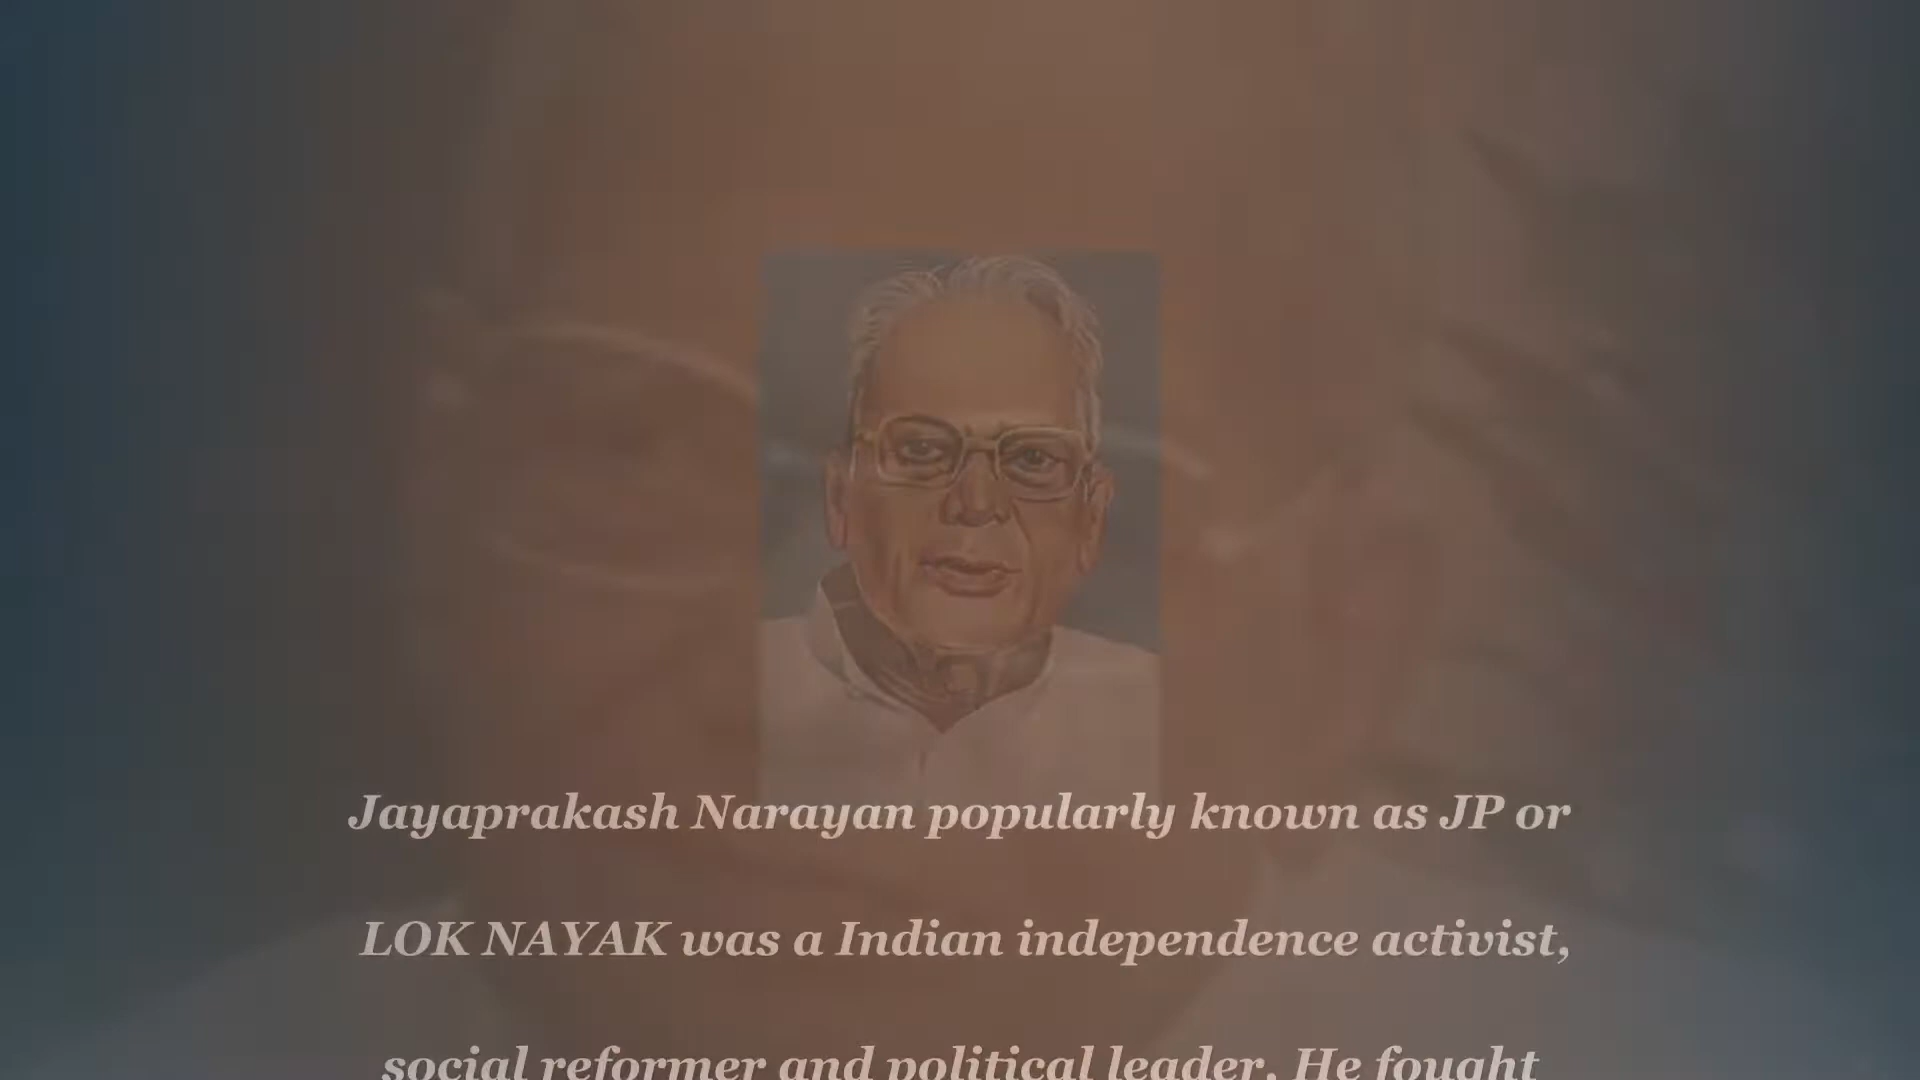 Jayaprakash Narayan popularly known as JP or
LOK NAYAK was a Indian independence activist,
social reformer and political leader. He fought